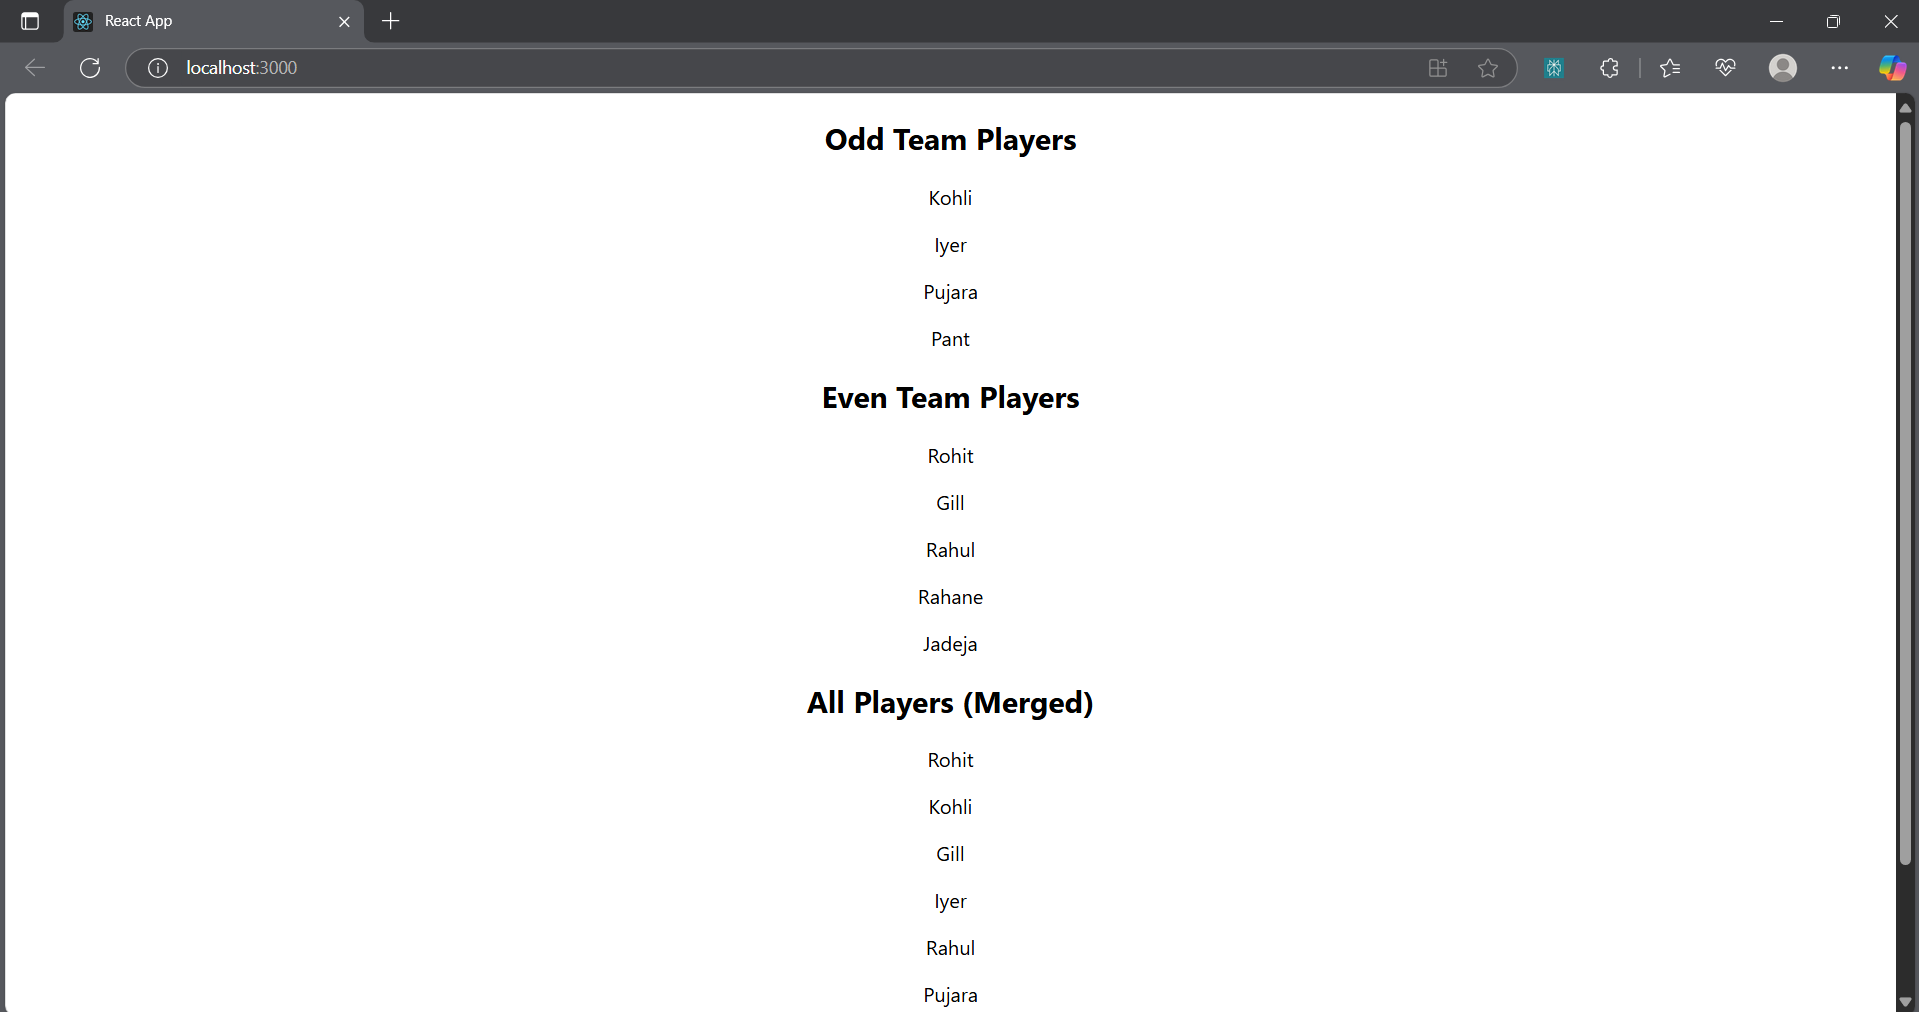 React App
localhost:3000
Odd Team Players
Kohli
Iyer
Pujara
Pant
Even Team Players
Rohit
Gill
Rahul
Rahane
Jadeja
All Players (Merged)
Rohit
Kohli
Gill
Iyer
Rahul
Pujara